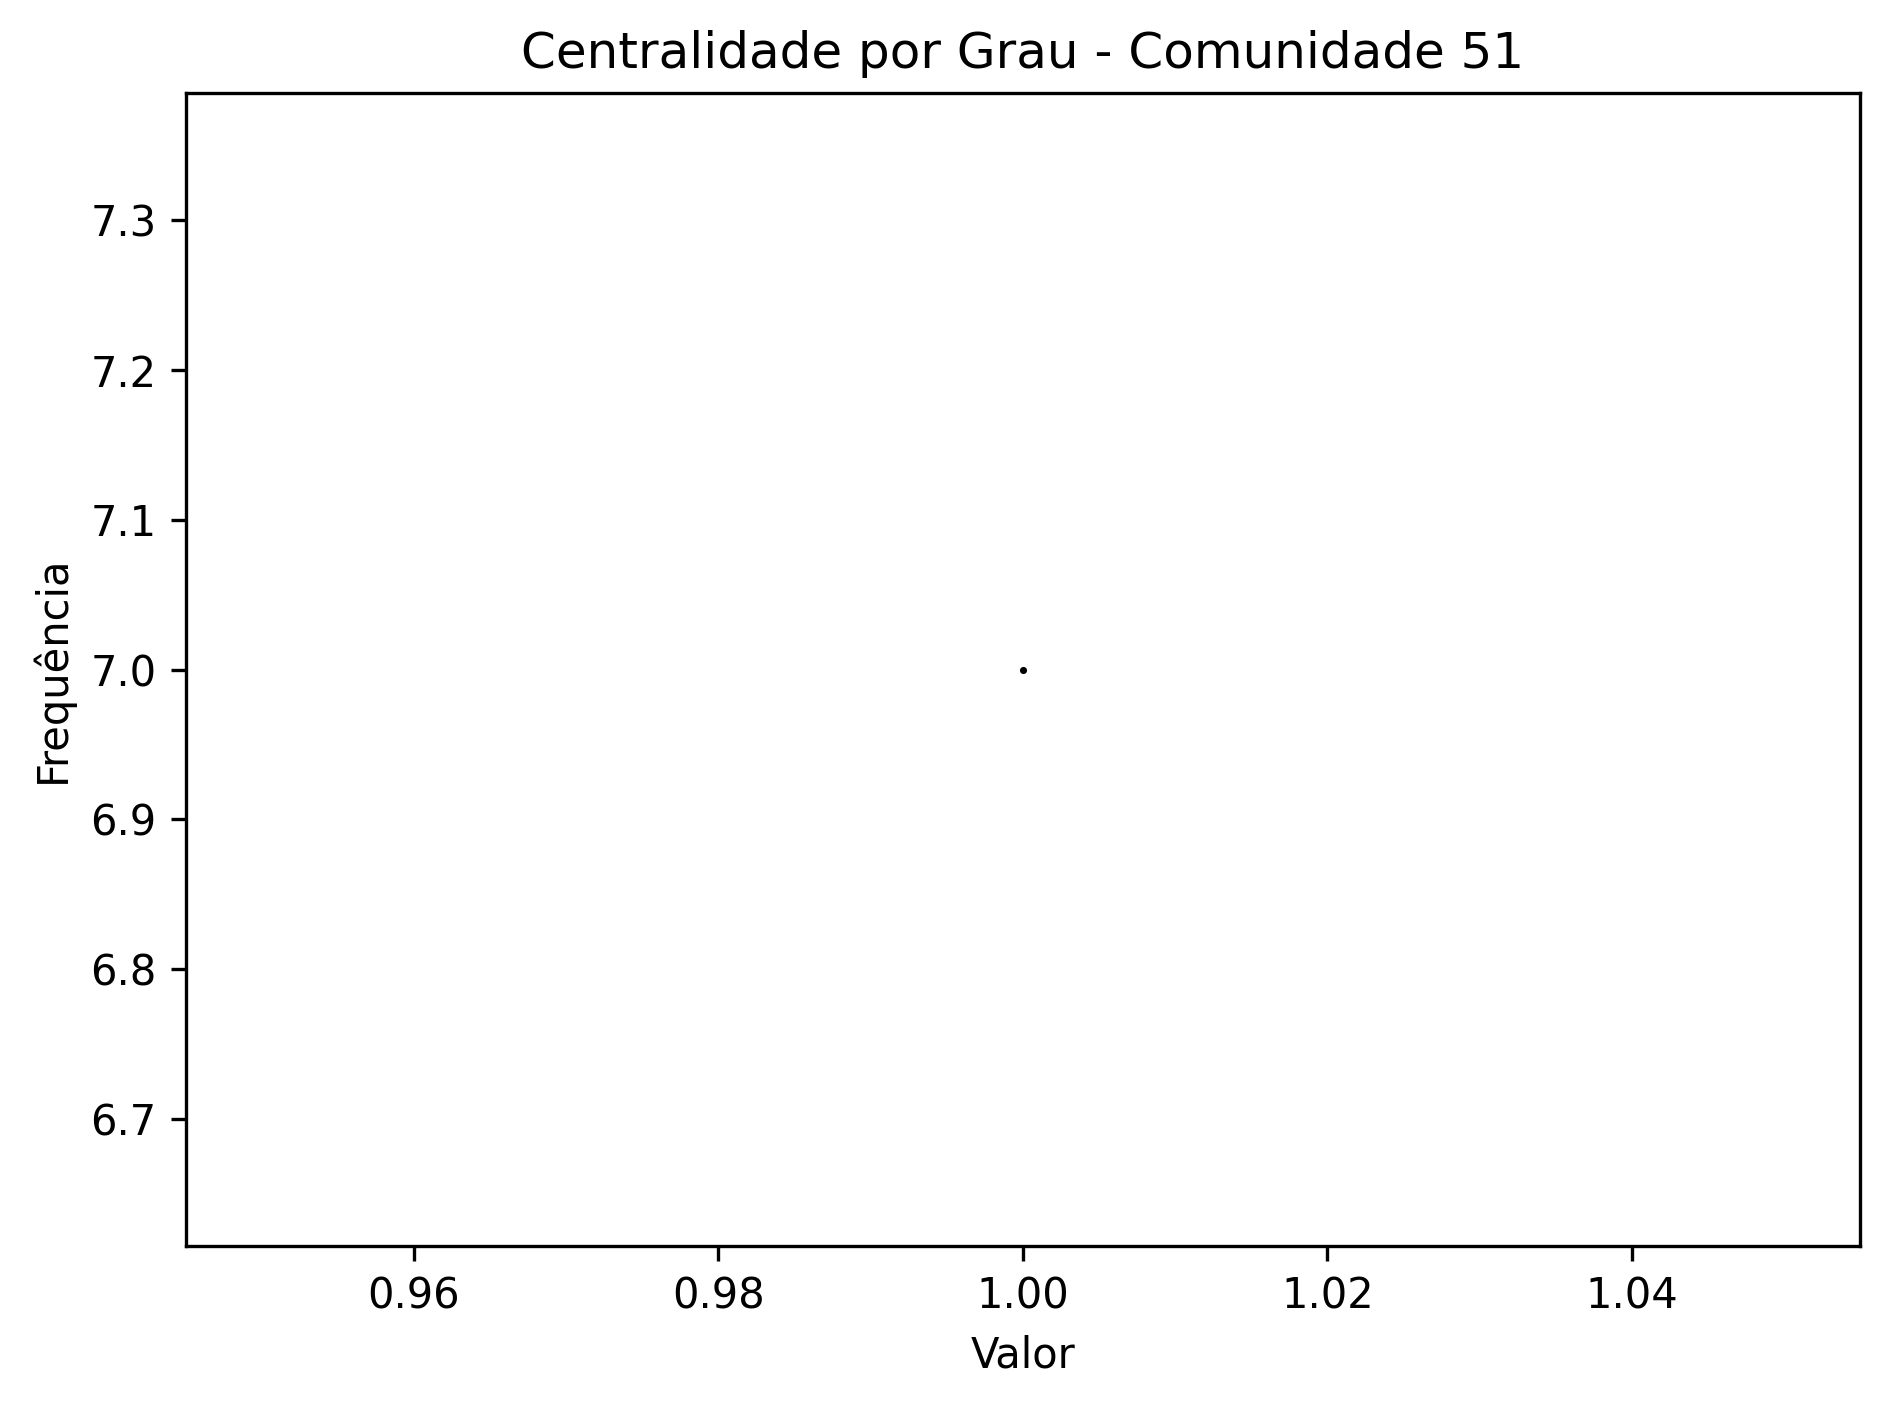 Centralidade por Grau - Comunidade 51
7.3
7.2
7.1
7.0
6.9
6.8
6.7
Frequência
0.96 0.98 1.00 1.02 1.04
Valor